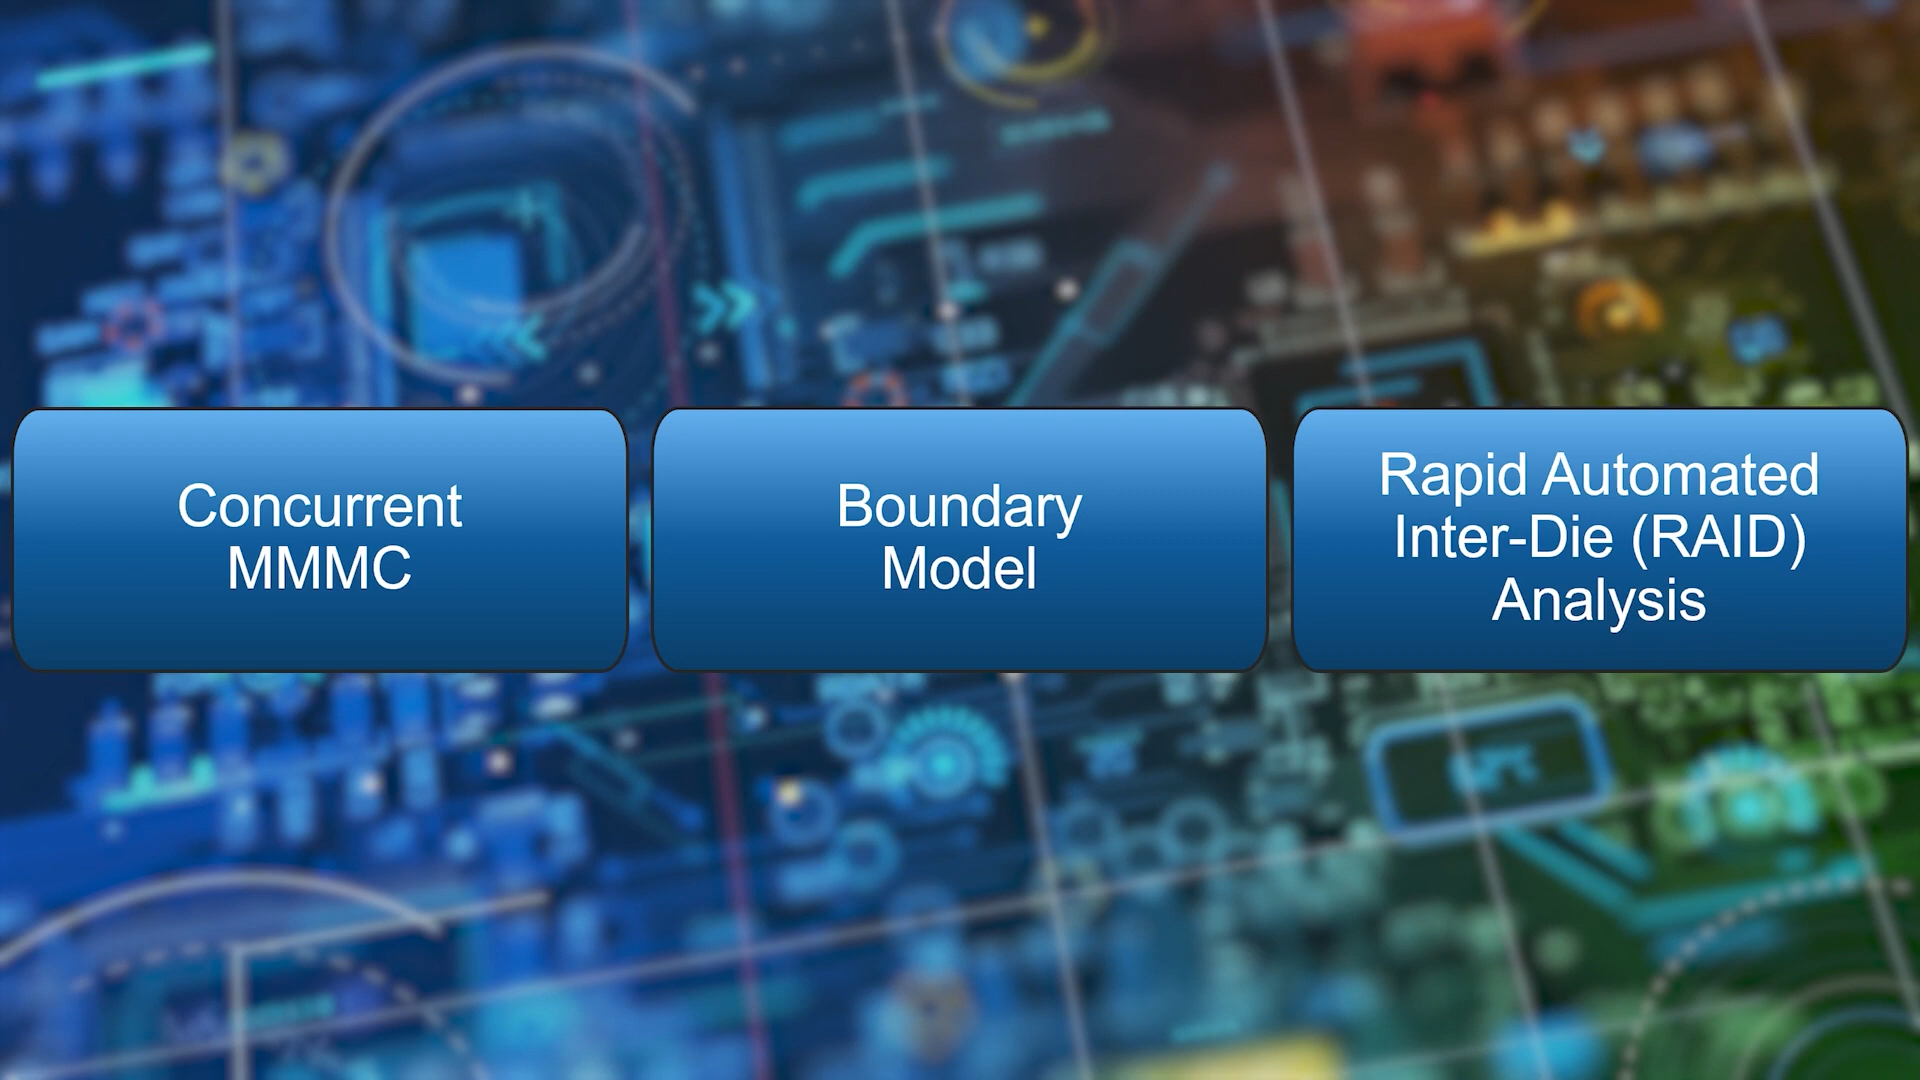 Concurrent
MMMC
Boundary
Model
Rapid Automated
Inter-Die (RAID)
Analysis